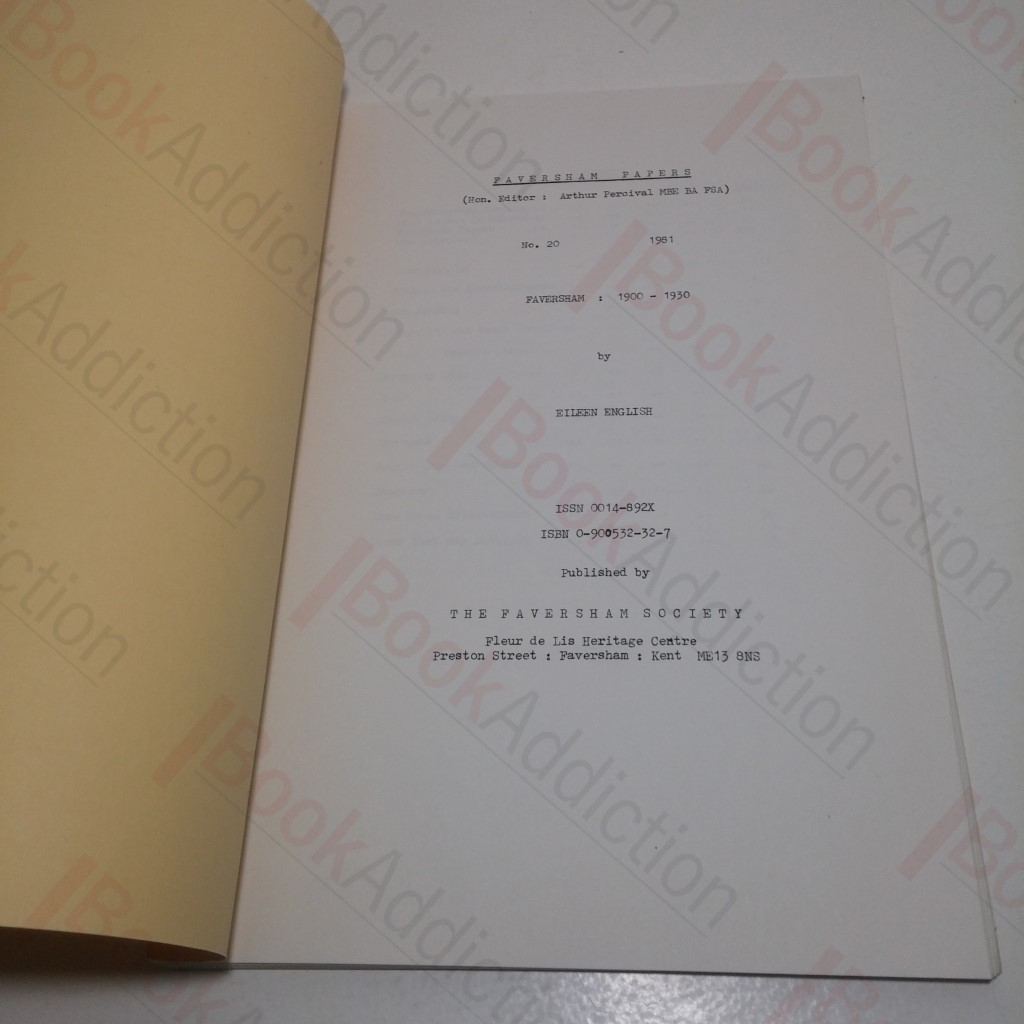 FAVERSHAM PAPERS
(Hon. Editor : Arthur Percival MBE BA FSA)
No. 20 1981
FAVERSHAM : 1900 - 1930
by
EILEEN ENGLISH
ISSN 0014-892X
ISBN 0-900532-32-7
Published by
THE FAVERSHAM SOCIETY
Fleur de Lis Heritage Centre
Preston Street : Faversham : Kent ME13 8NS
BookAddiction